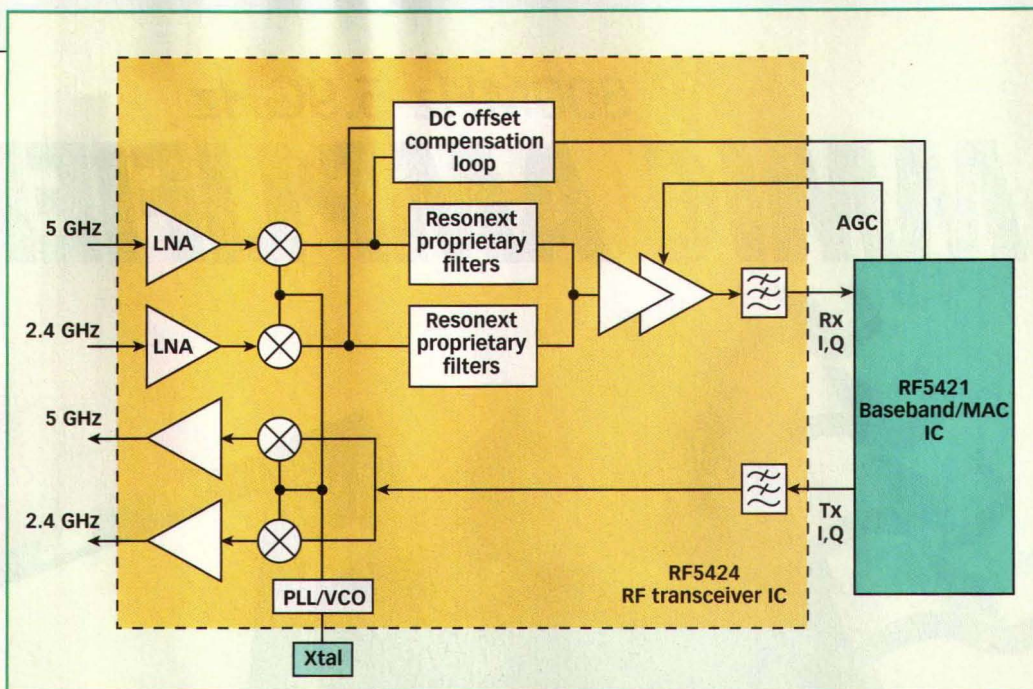 DC offset
compensation
loop
5 GHz
LNA
Resonext
proprietary
filters
AGC
2.4 GHz
LNA
Resonext
proprietary
filters
Rx
I,Q
RF5421
Baseband/MAC
IC
5 GHz
2.4 GHz
Tx
I,Q
RF5424
RF transceiver IC
PLL/VCO
Xtal